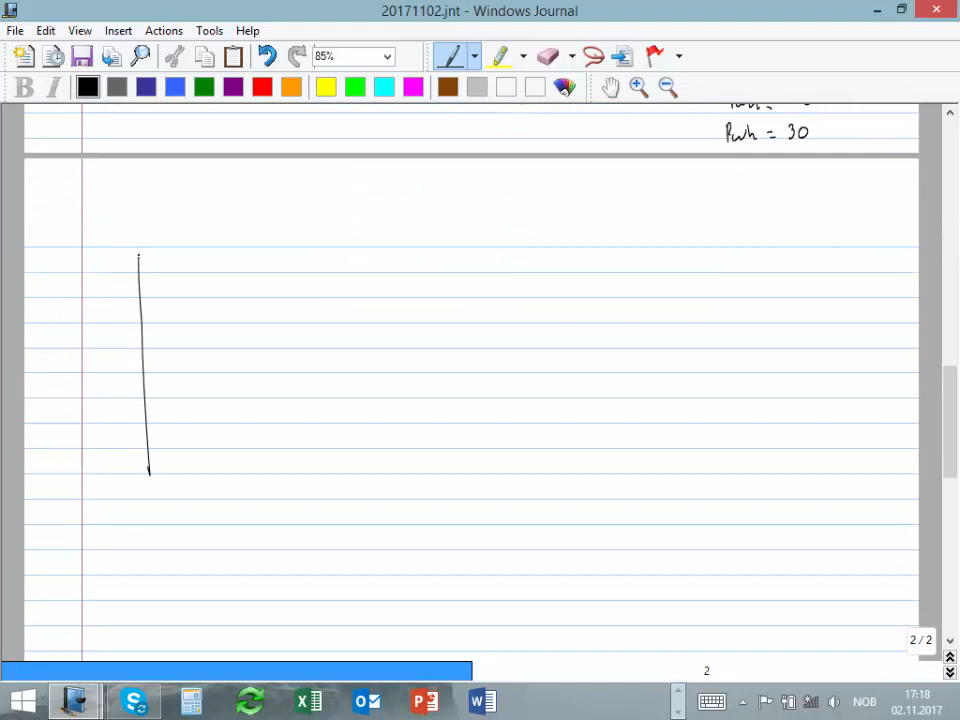 20171102.jnt - Windows Journal
File Edit View Insert Actions Tools Help
85%
B I
Pwh = 30
2 / 2
2
NOB
17:18
02.11.2017